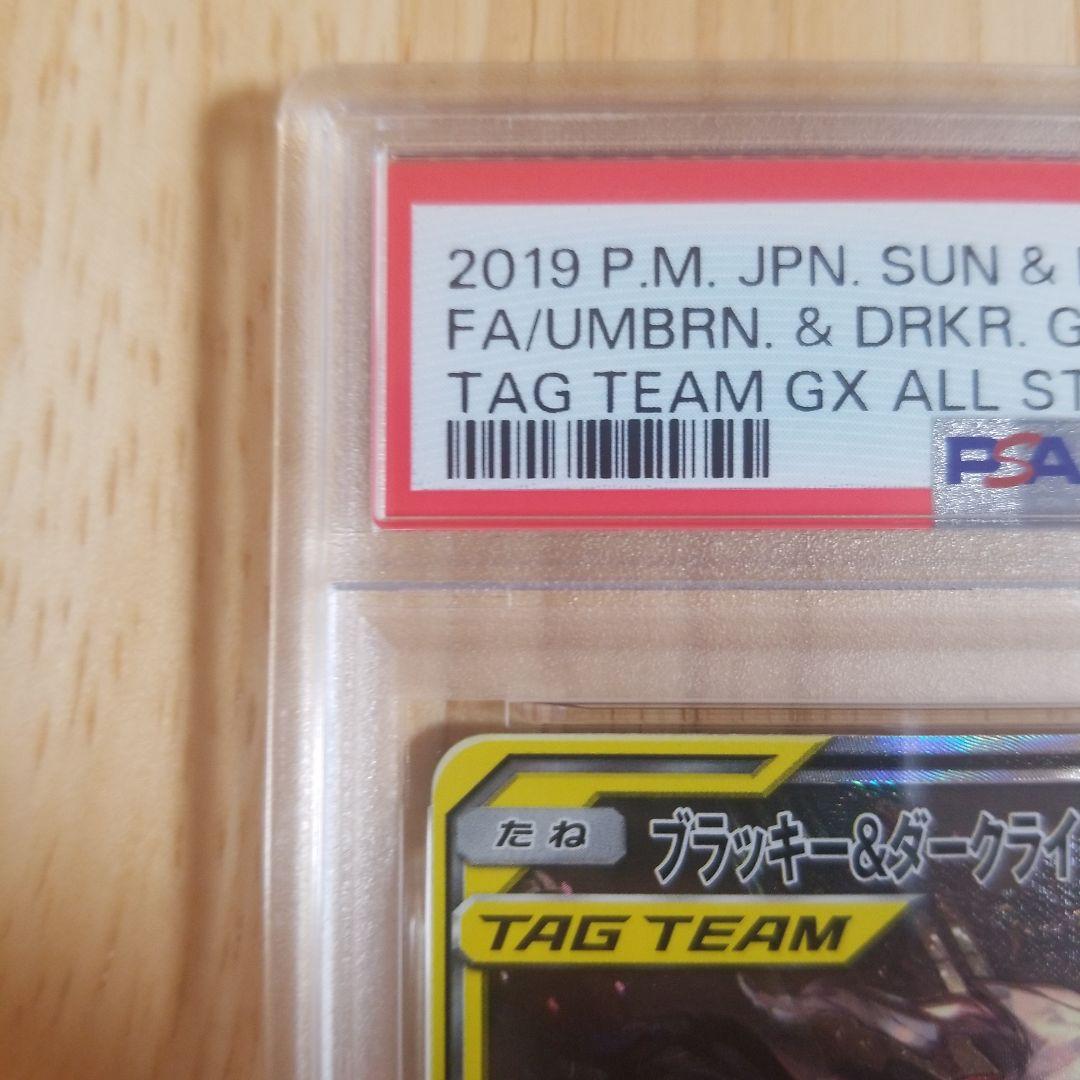 2019 P.M. JPN. SUN &
FA/UMBRN. & DRKR. G
TAG TEAM GX ALL ST
PSA
たね
ブラッキー&ダークライ
TAG TEAM